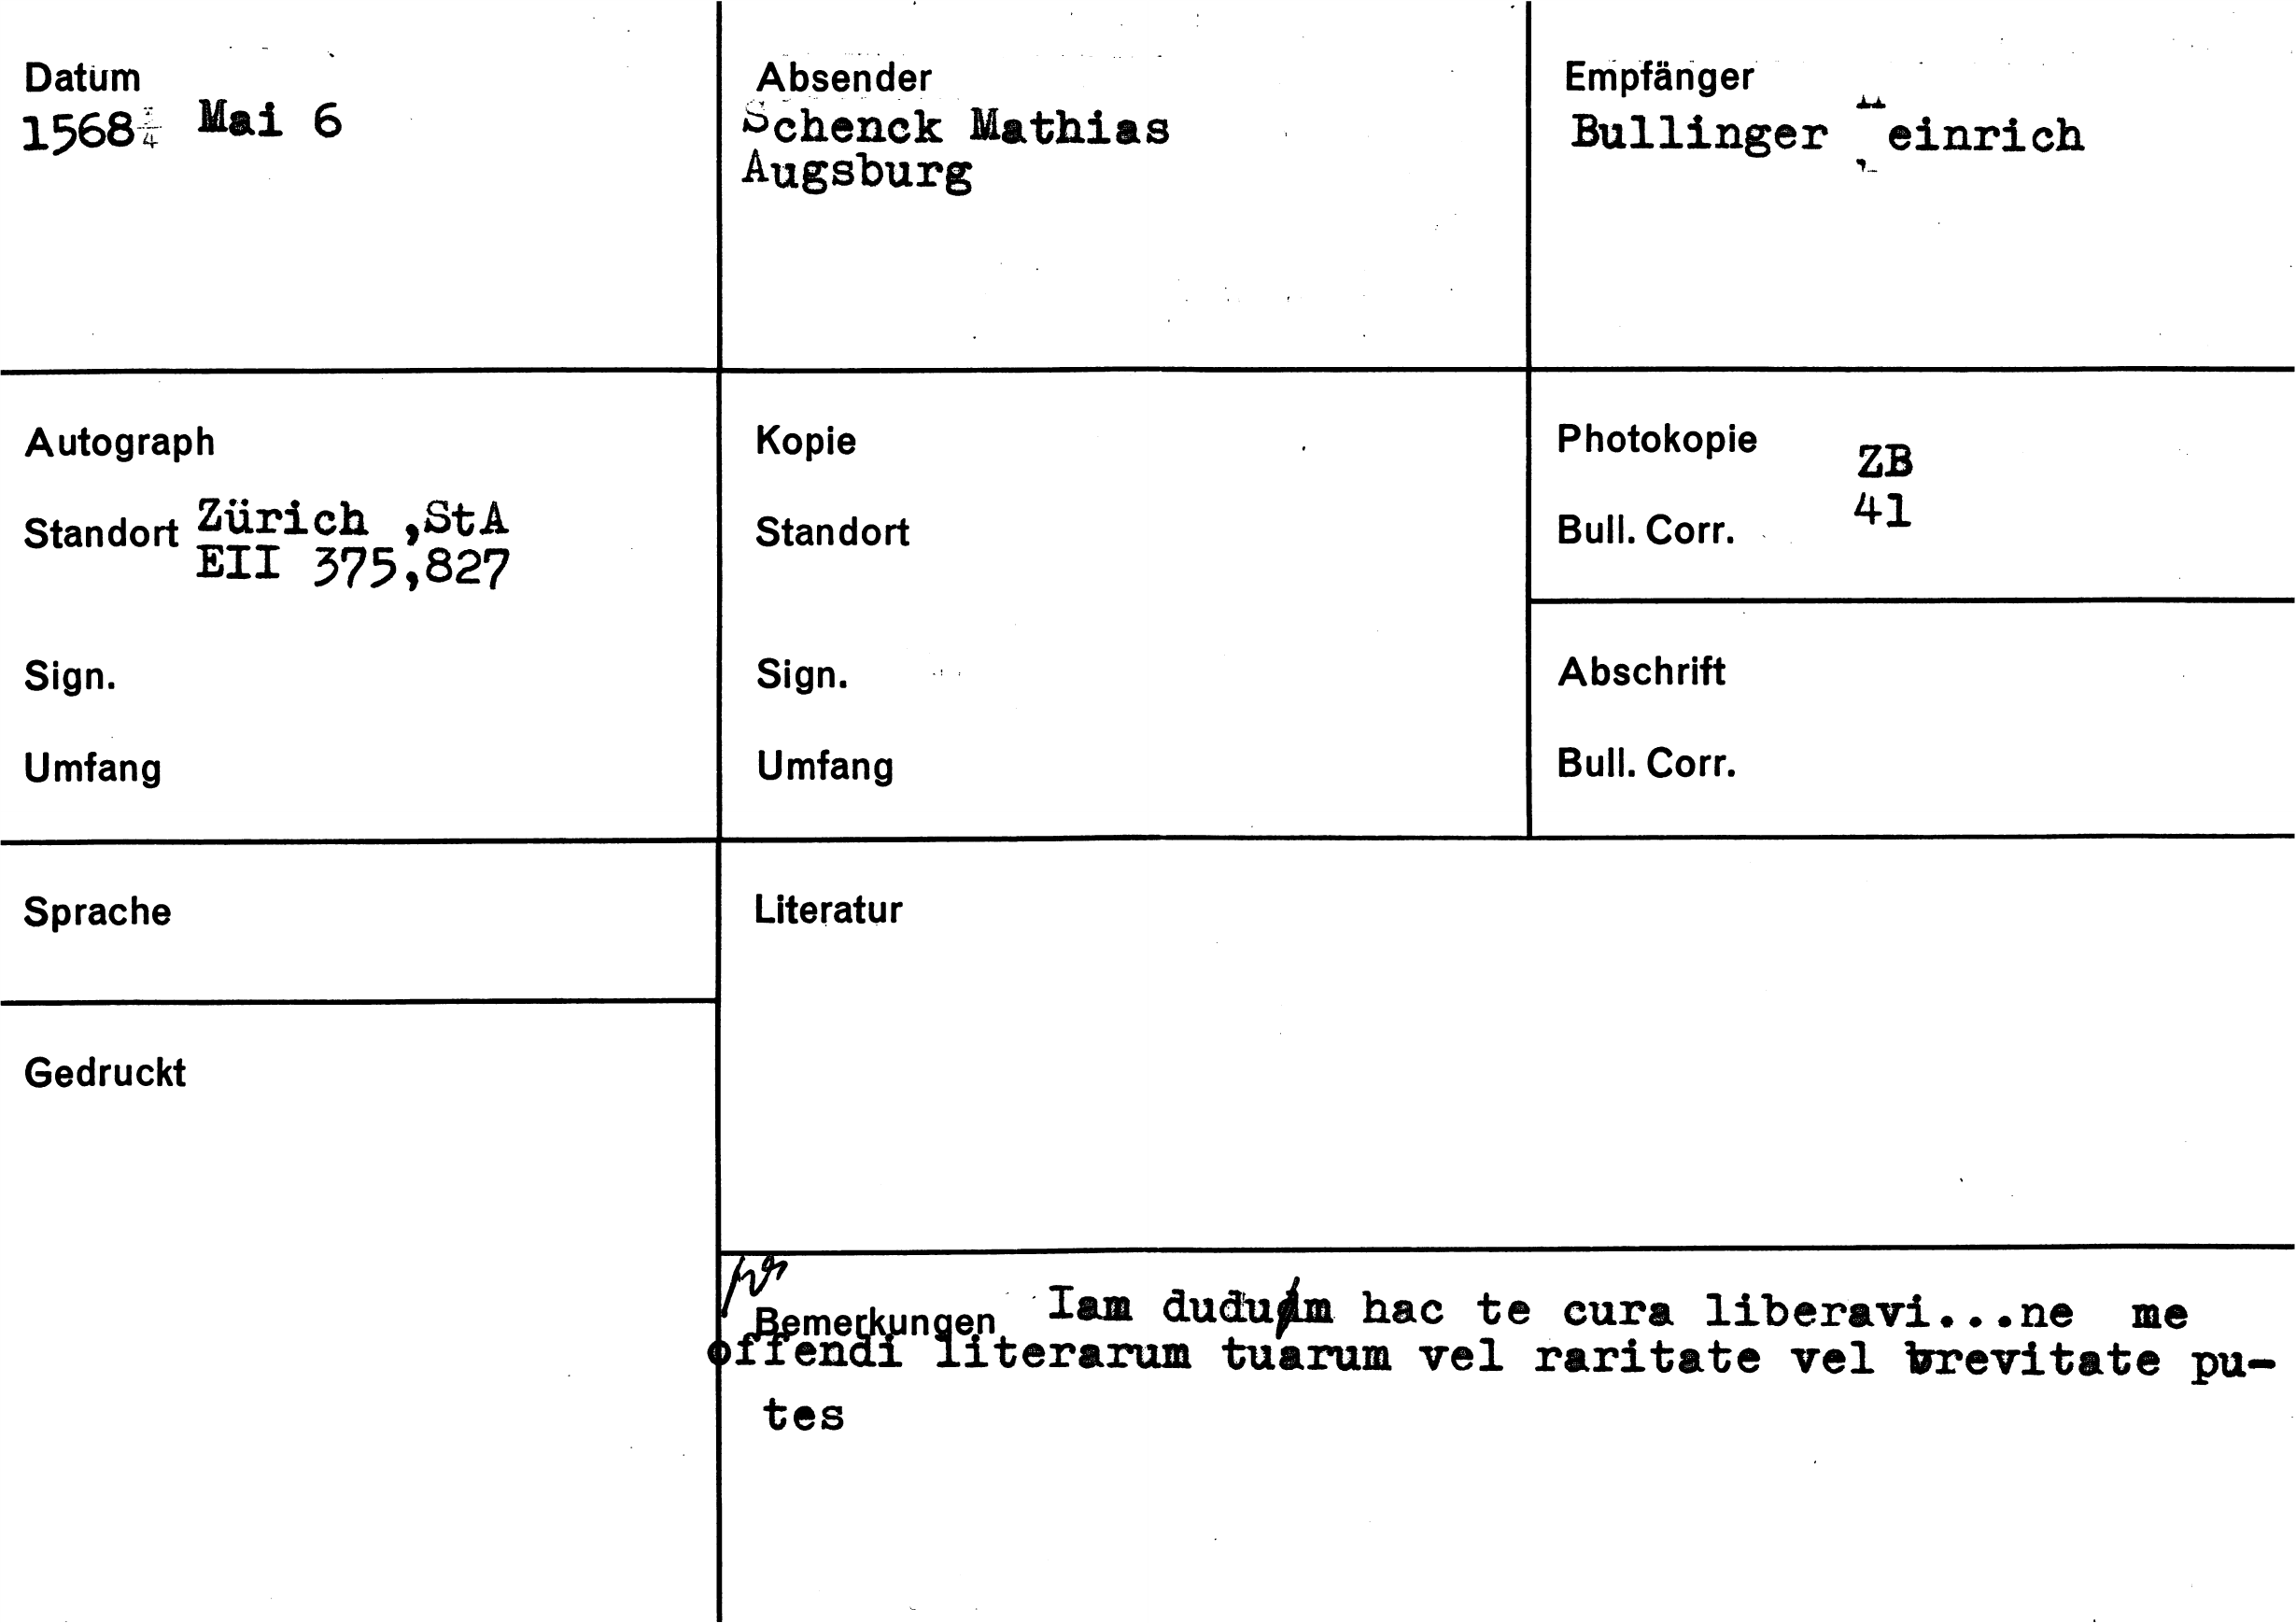 Datum
1568 Mai 6
Absender
Schenck Mathias
Augsburg
Empfänger
Bullinger Heinrich
Autograph
Standort Zürich ,StA
EII 375,827
Sign.
Umfang
Kopie
Standort
Sign.
Umfang
Photokopie ZB
Bull. Corr. 41
Abschrift
Bull. Corr.
Sprache
Gedruckt
Literatur
Bemerkungen Iam dudum hac te cura liberavi...ne me
offendi literarum tuarum vel raritate vel brevitate pu-
tes